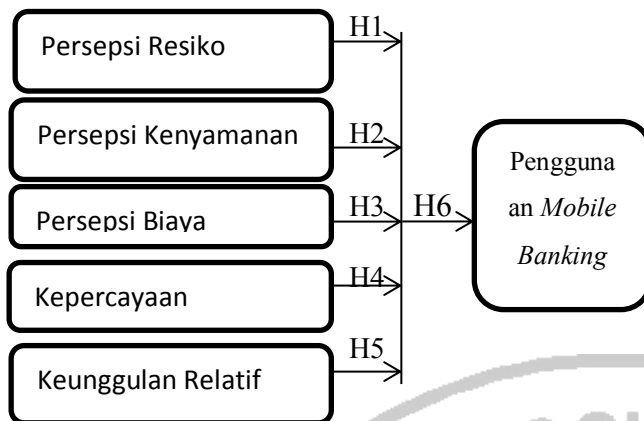 Persepsi Resiko
H1
Persepsi Kenyamanan
H2
Persepsi Biaya
H3
Kepercayaan
H4
Keunggulan Relatif
H5
H6
Pengguna
an Mobile
Banking